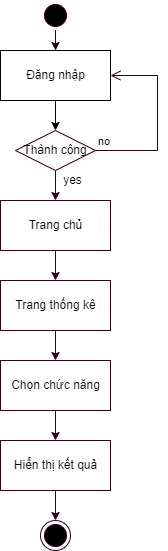 Đăng nhập
Thành công
no
yes
Trang chủ
Trang thống kê
Chọn chức năng
Hiển thị kết quả